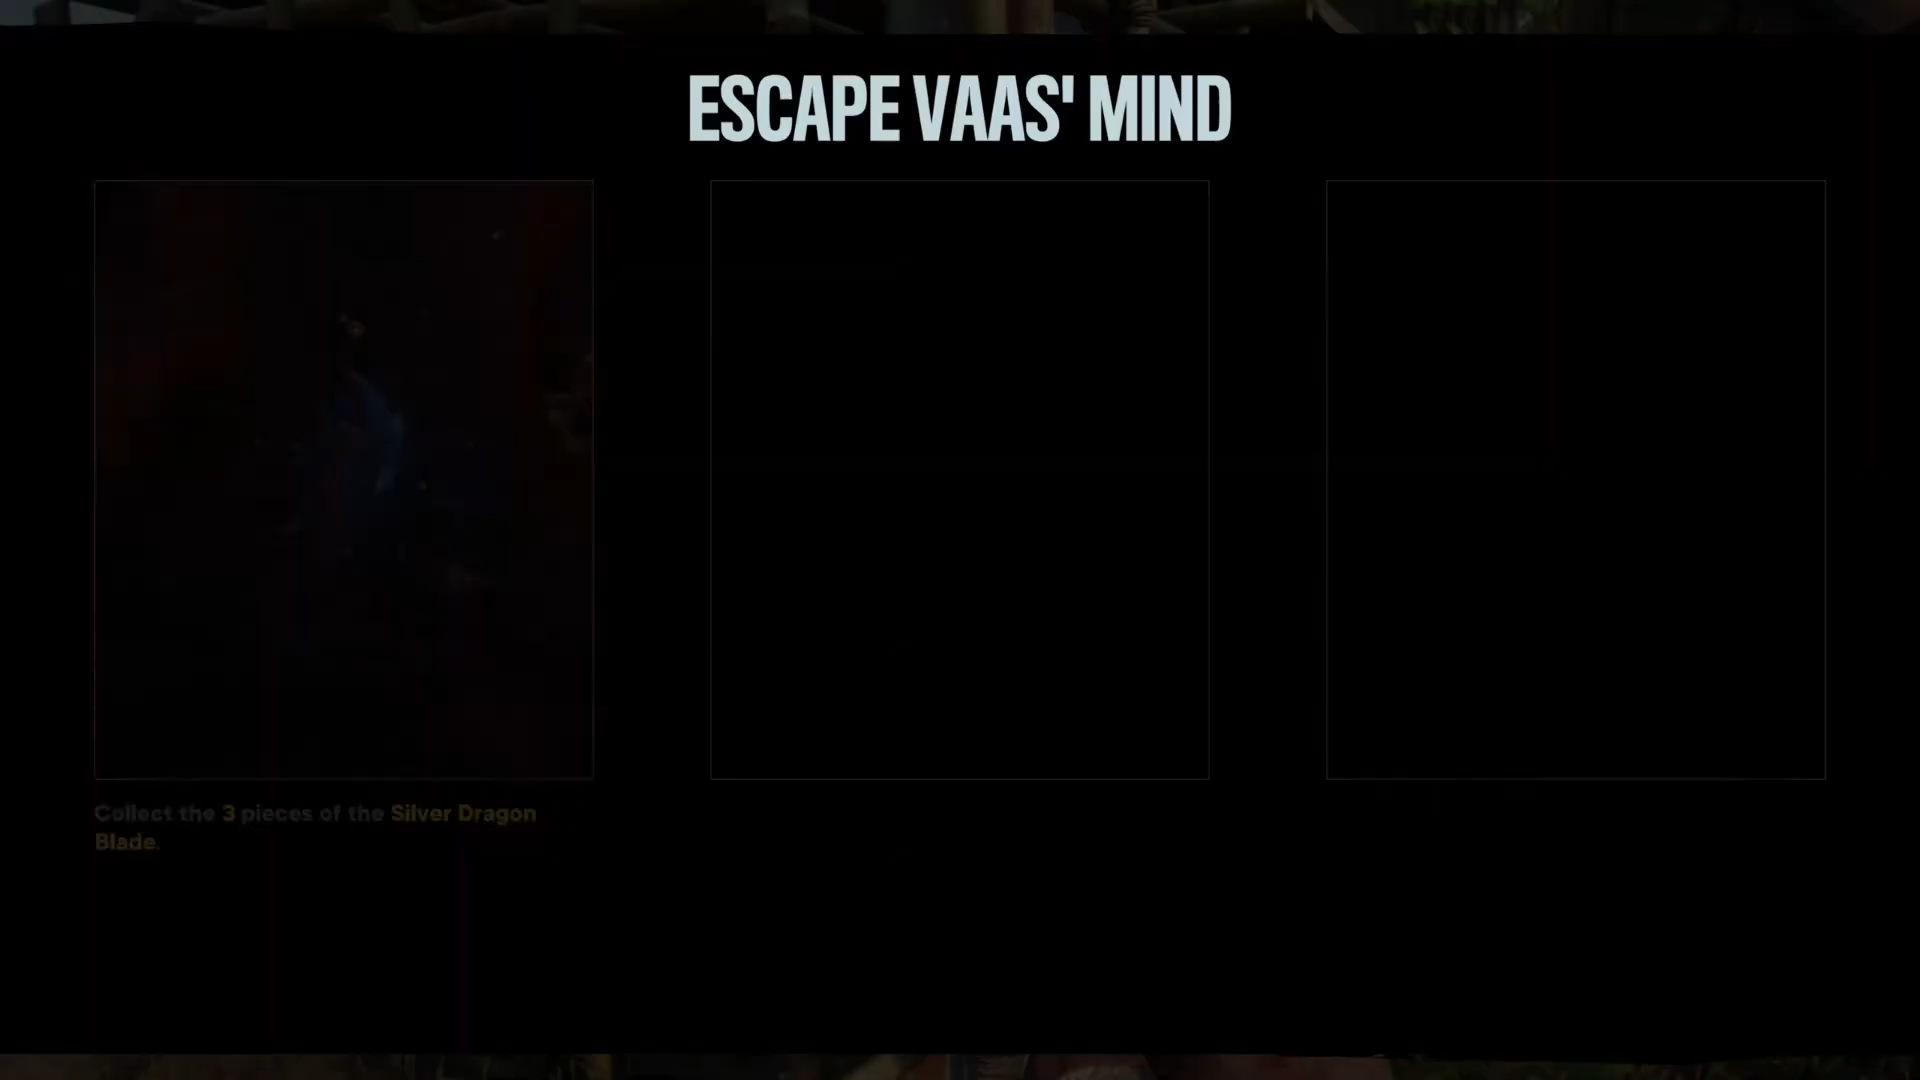 ESCAPE VAAS' MIND
Collect the 3 pieces of the Silver Dragon
Blade.